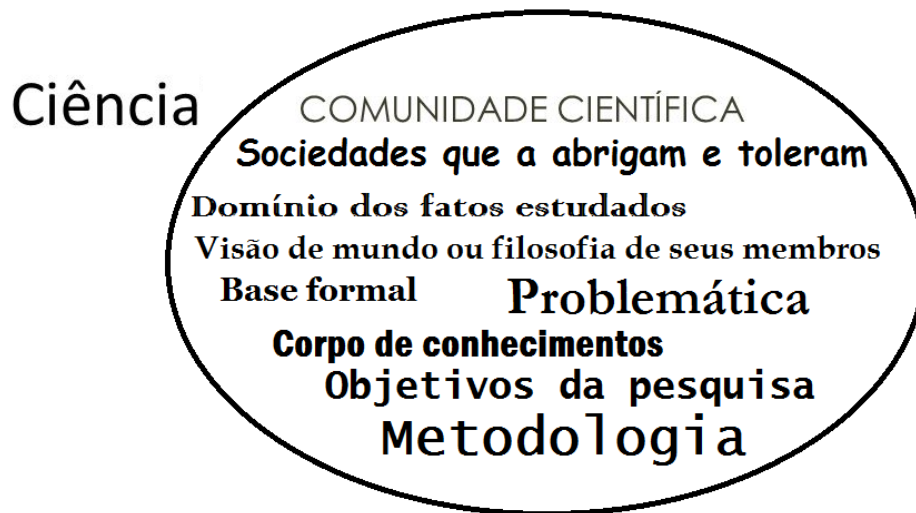 Ciência
COMUNIDADE CIENTÍFICA
Sociedades que a abrigam e toleram
Domínio dos fatos estudados
Visão de mundo ou filosofia de seus membros
Base formal
Problemática
Corpo de conhecimentos
Objetivos da pesquisa
Metodologia